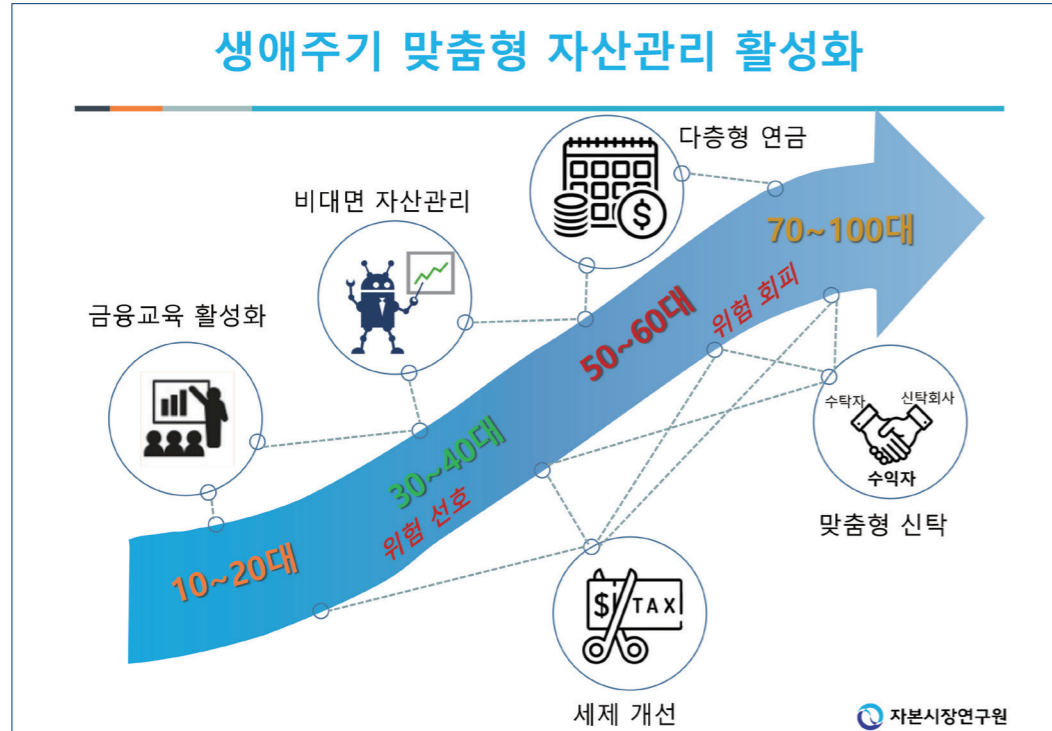 생애주기 맞춤형 자산관리 활성화
다층형 연금
비대면 자산관리
70~100대
금융교육 활성화
50~60대
위험 회피
수탁자
신탁회사
수익자
30~40대
위험 선호
맞춤형 신탁
10~20대
$ TAX
세제 개선
자본시장연구원